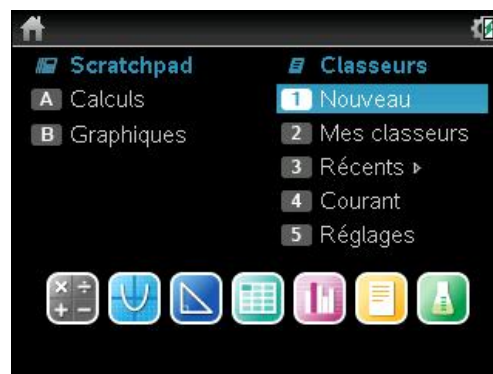 Scratchpad
A Calculs
B Graphiques
Classeurs
1 Nouveau
2 Mes classeurs
3 Récents ▸
4 Courant
5 Réglages